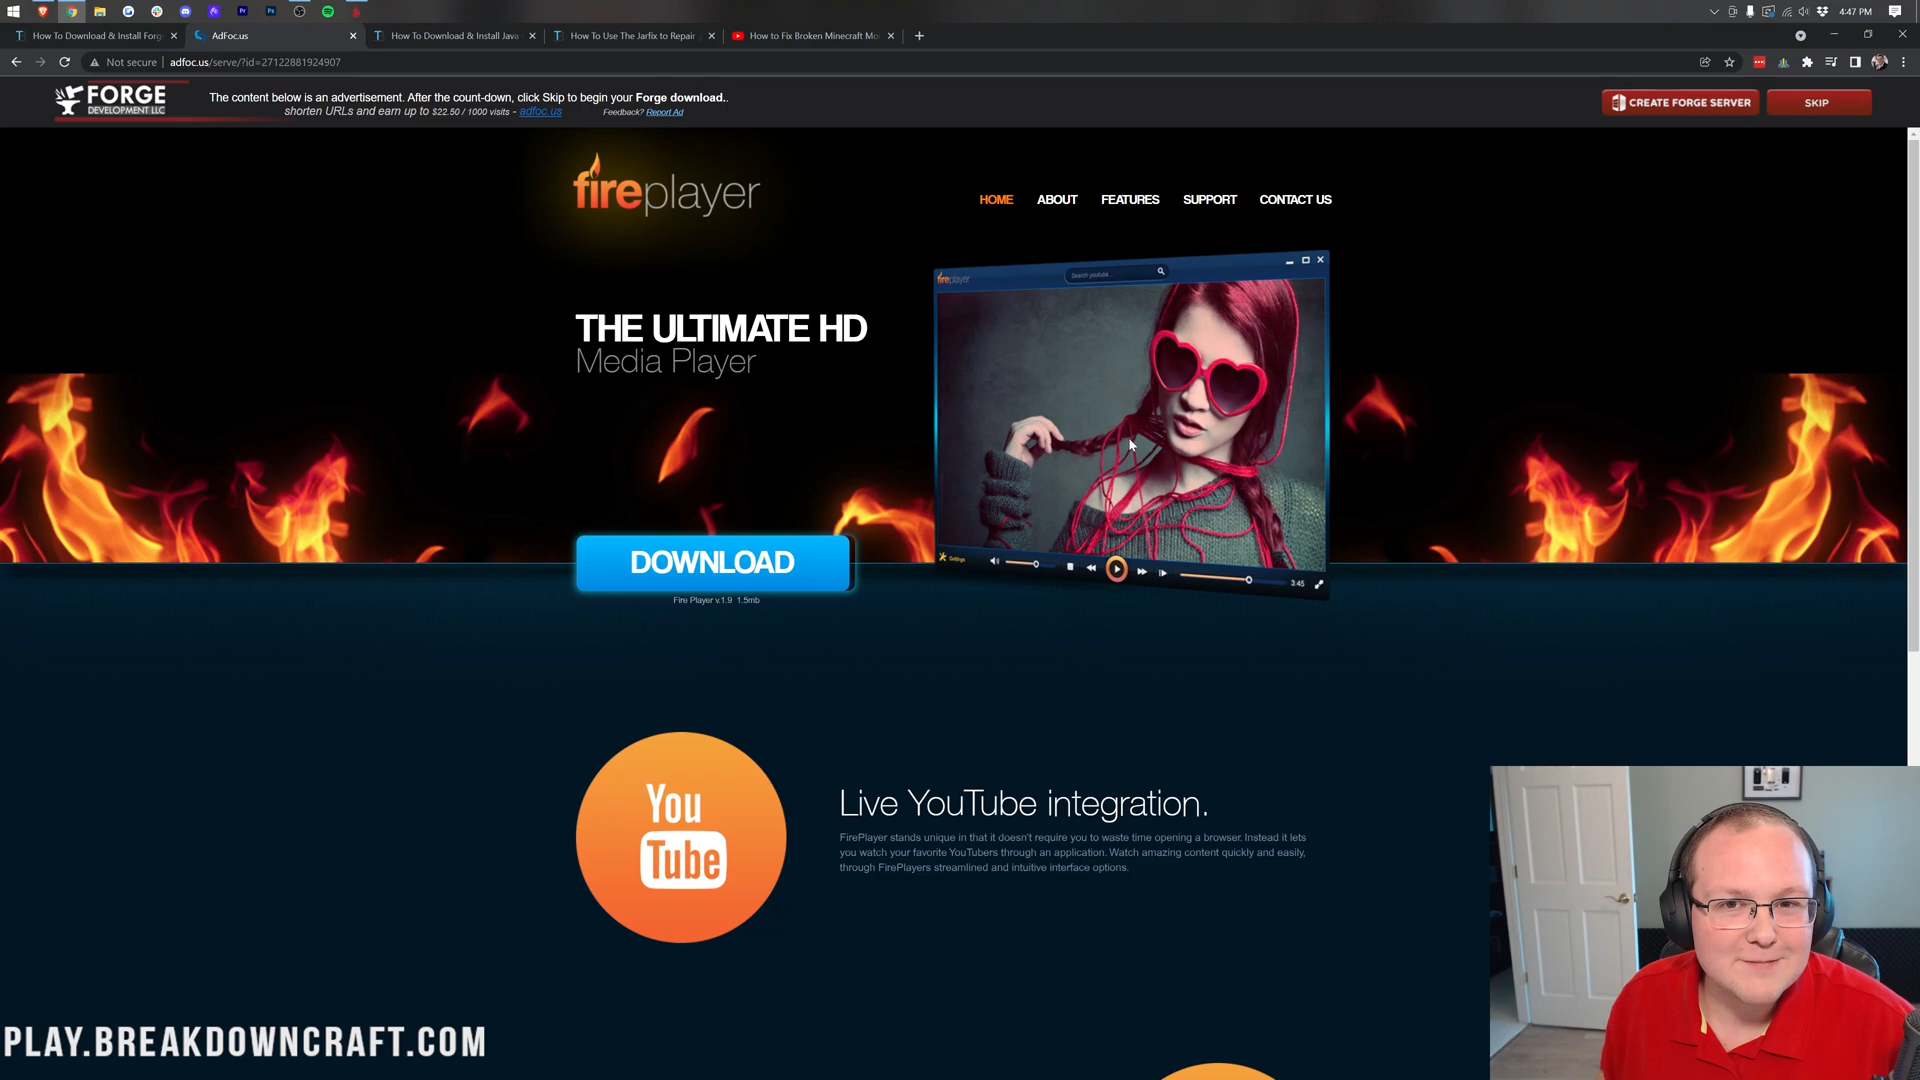 4:47 PM
How To Download & Install Forg
AdFoc.us
How To Download & Install Java
How To Use The Jarfix to Repair
How to Fix Broken Minecraft Mo
Not secure
adfoc.us/serve/?id=27122881924907
FORGE
DEVELOPMENT LLC
The content below is an advertisement. After the count-down, click Skip to begin your Forge download..
shorten URLs and earn up to $22.50 / 1000 visits - adfoc.us
Feedback? Report Ad
CREATE FORGE SERVER
SKIP
fireplayer
HOME
ABOUT
FEATURES
SUPPORT
CONTACT US
fireplayer
Search youtube...
THE ULTIMATE HD
Media Player
Settings
3:45
DOWNLOAD
Fire Player v.1.9 1.5mb
You
Tube
Live YouTube integration.
FirePlayer stands unique in that it doesn't require you to waste time opening a browser. Instead it lets
you watch your favorite YouTubers through an application. Watch amazing content quickly and easily,
through FirePlayers streamlined and intuitive interface options.
PLAY.BREAKDOWNCRAFT.COM